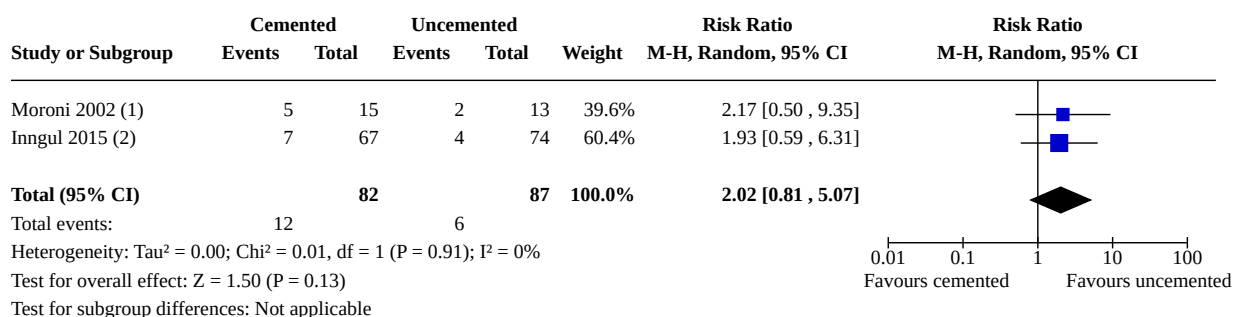 Cemented Uncemented Risk Ratio Risk Ratio
Study or Subgroup Events Total Events Total Weight M-H, Random, 95% CI M-H, Random, 95% CI
Moroni 2002 (1) 5 15 2 13 39.6% 2.17 [0.50 , 9.35]
Inngul 2015 (2) 7 67 4 74 60.4% 1.93 [0.59 , 6.31]
Total (95% CI) 82 87 100.0% 2.02 [0.81 , 5.07]
Total events: 12 6
Heterogeneity: Tau² = 0.00; Chi² = 0.01, df = 1 (P = 0.91); I² = 0%
0.01 0.1 1 10 100
Test for overall effect: Z = 1.50 (P = 0.13) Favours cemented Favours uncemented
Test for subgroup differences: Not applicable